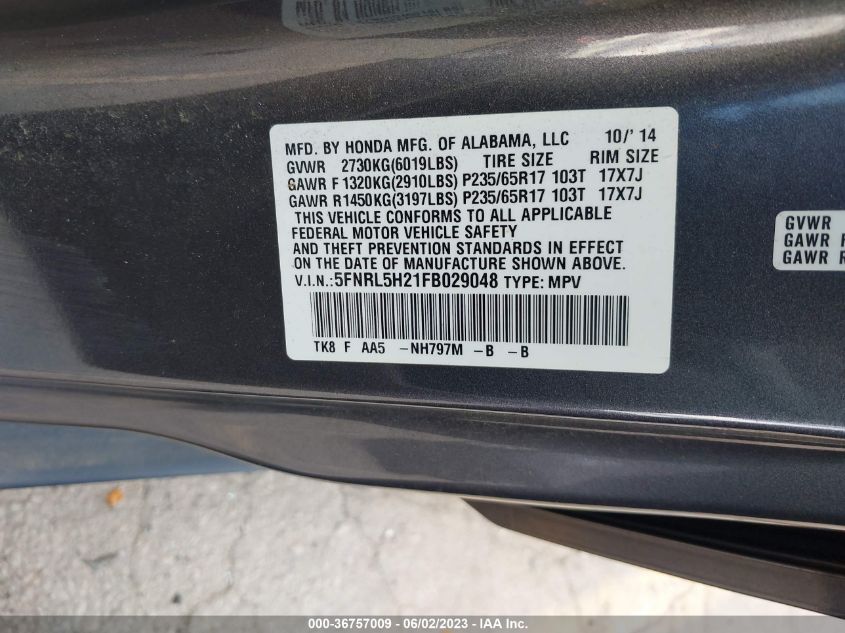 MFD. BY HONDA MFG. OF ALABAMA, LLC 10/' 14
GVWR 2730KG(6019LBS) TIRE SIZE RIM SIZE
GAWR F 1320KG(2910LBS) P235/65R17 103T 17X7J
GAWR R1450KG(3197LBS) P235/65R17 103T 17X7J
THIS VEHICLE CONFORMS TO ALL APPLICABLE
FEDERAL MOTOR VEHICLE SAFETY
AND THEFT PREVENTION STANDARDS IN EFFECT
ON THE DATE OF MANUFACTURE SHOWN ABOVE.
V.I.N.:5FNRL5H21FB029048 TYPE: MPV
TK8 F AA5 -NH797M -B -B
GVWR
GAWR F
GAWR R
000-36757009 - 06/02/2023 - IAA Inc.